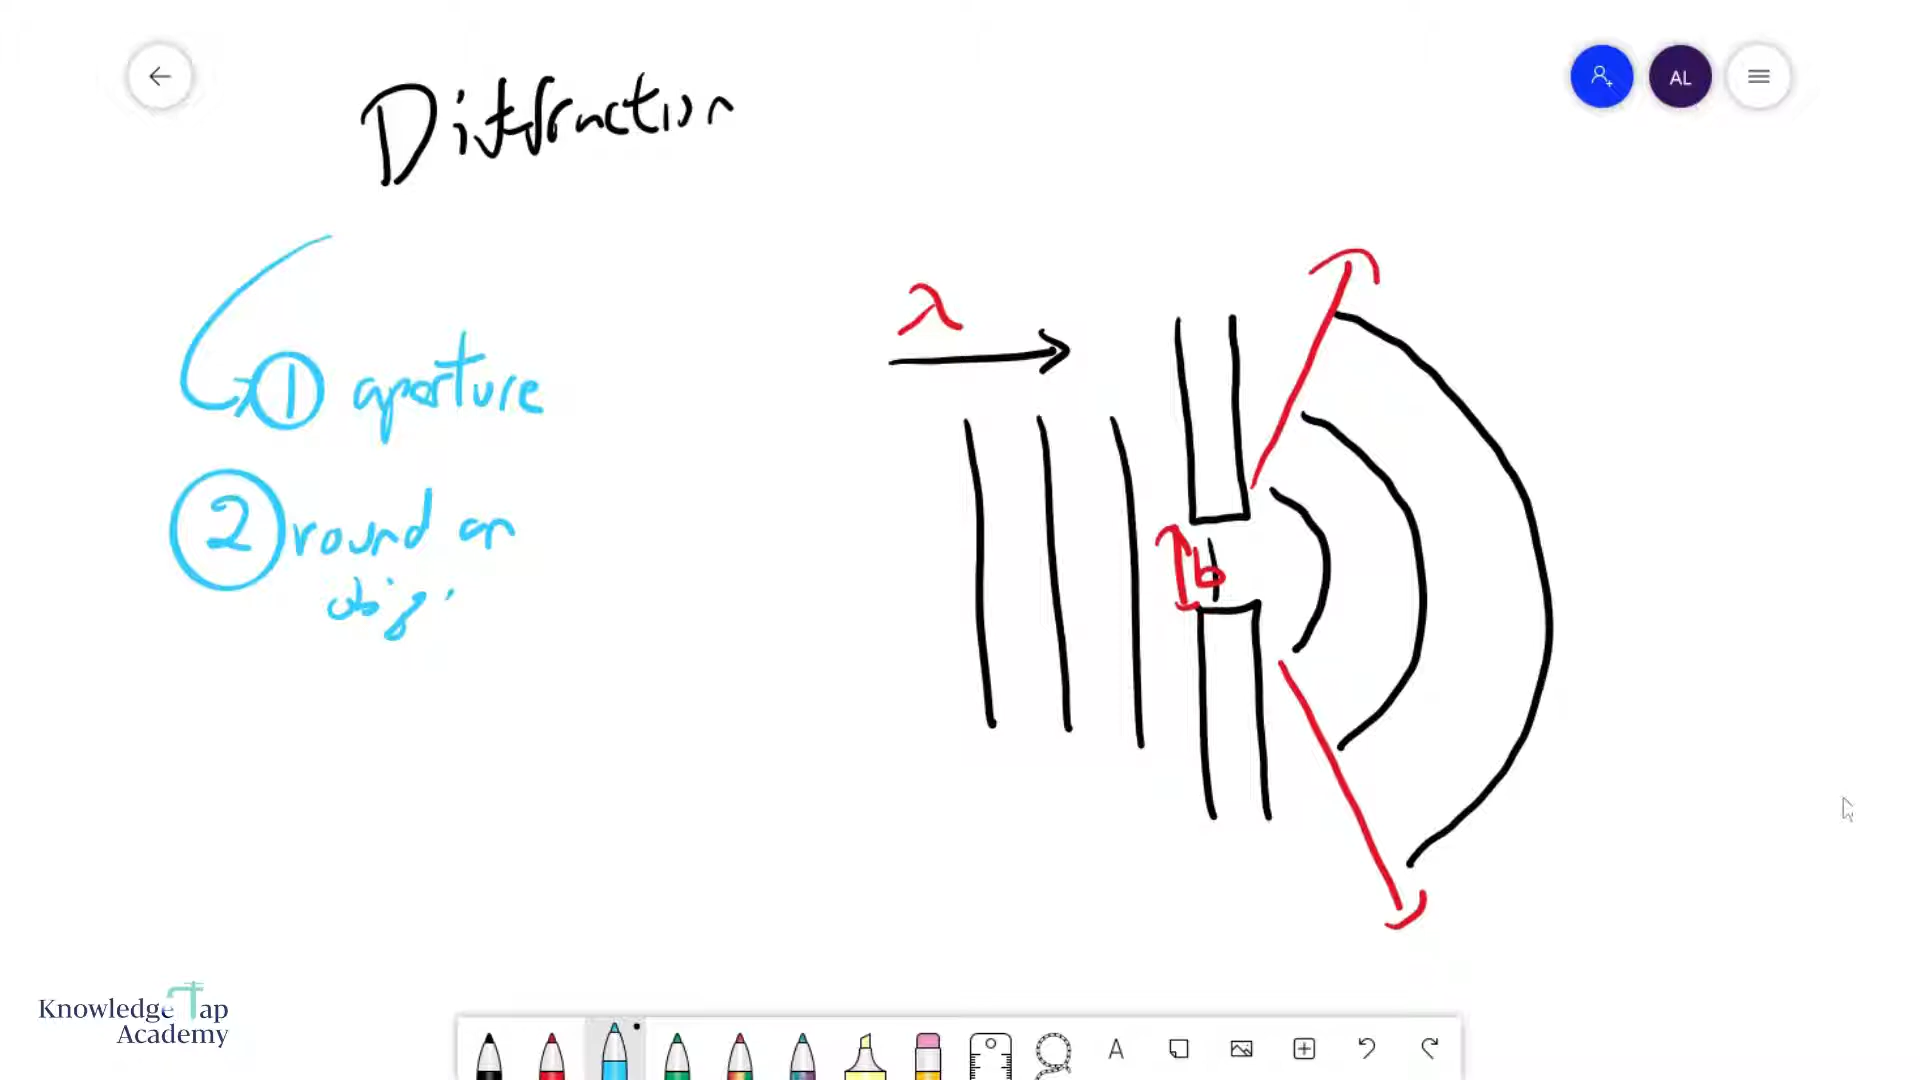 Diffraction
AL
λ
1 aperture
2 round an
b
Knowledge Tap
Academy
A